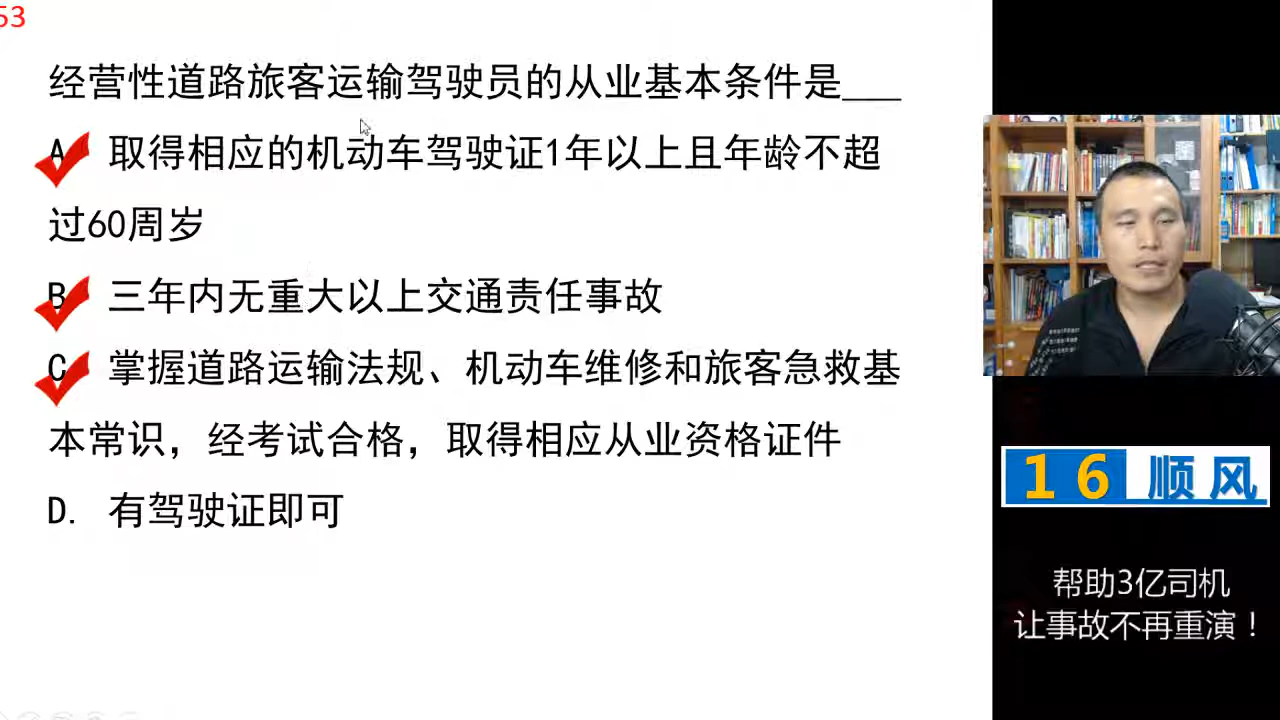 53
经营性道路旅客运输驾驶员的从业基本条件是___
A. 取得相应的机动车驾驶证1年以上且年龄不超
过60周岁
B. 三年内无重大以上交通责任事故
C. 掌握道路运输法规、机动车维修和旅客急救基
本常识，经考试合格，取得相应从业资格证件
D. 有驾驶证即可
16顺风
帮助3亿司机
让事故不再重演！